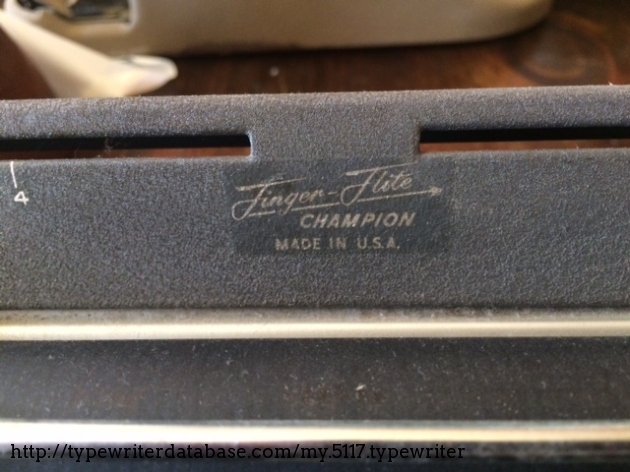 4
Finger-Flite
CHAMPION
MADE IN U.S.A.
http://typewriterdatabase.com/my.5117.typewriter